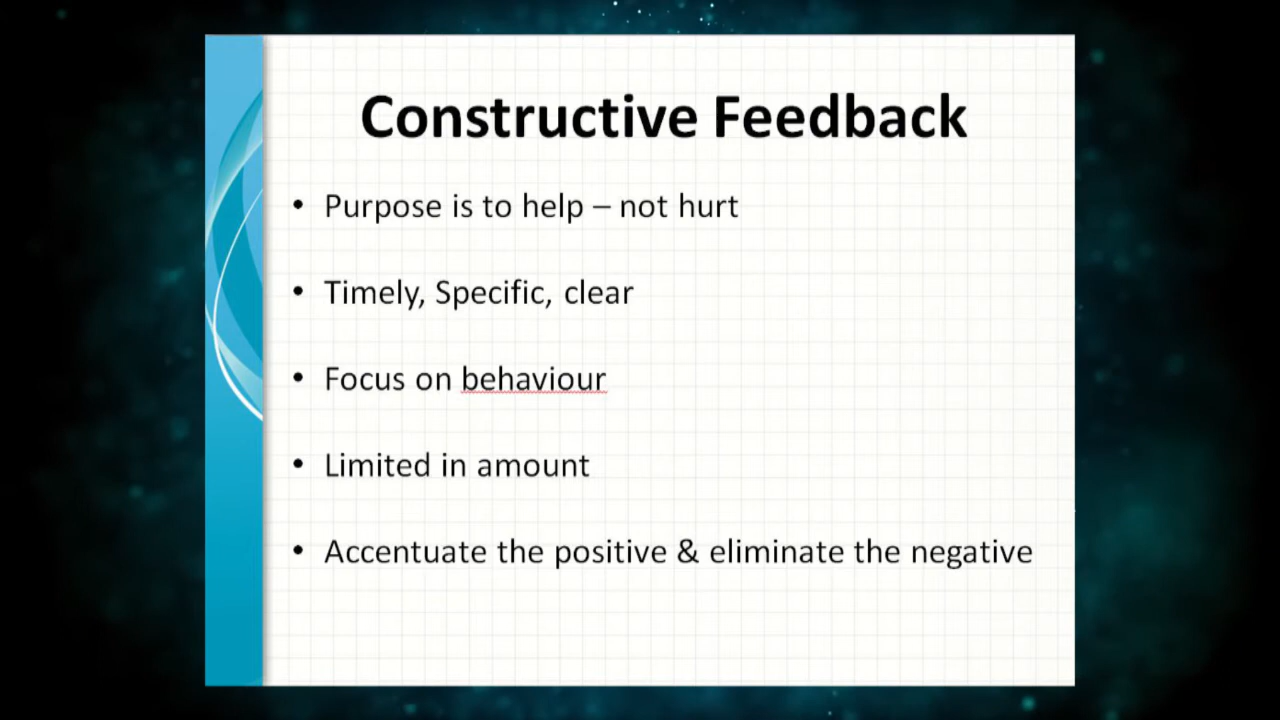 Constructive Feedback
• Purpose is to help – not hurt
• Timely, Specific, clear
• Focus on behaviour
• Limited in amount
• Accentuate the positive & eliminate the negative